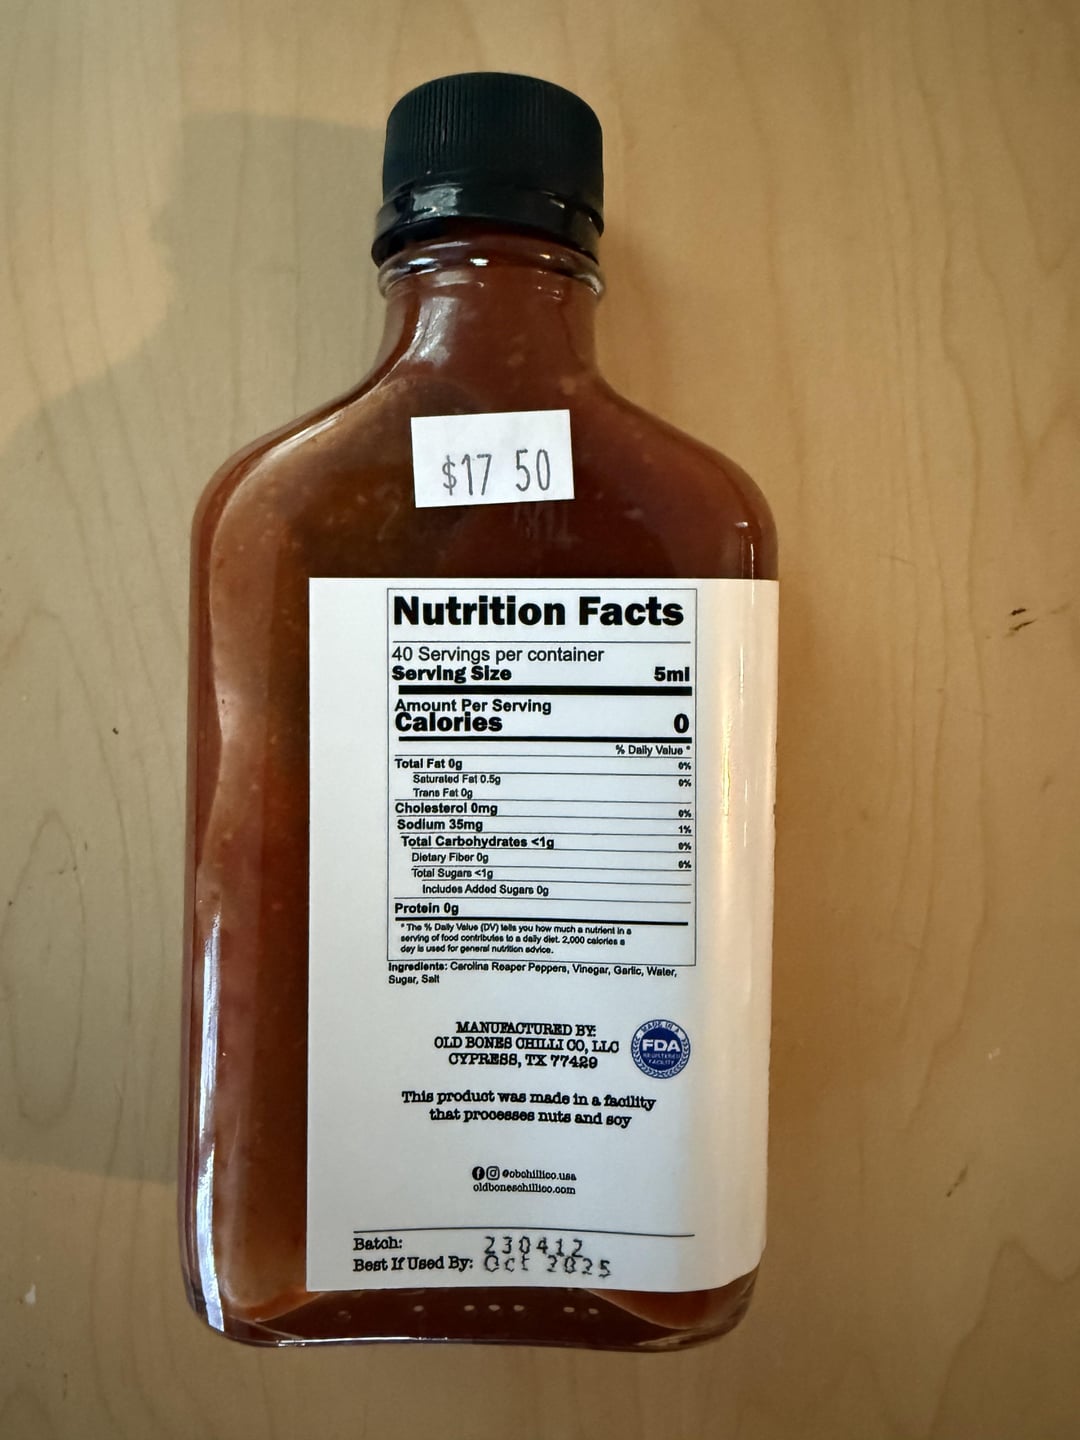 $17 50
Nutrition Facts
40 Servings per container
Serving Size 5ml
Amount Per Serving
Calories 0
% Daily Value *
Total Fat 0g 0%
Saturated Fat 0.5g 0%
Trans Fat 0g
Cholesterol 0mg 0%
Sodium 35mg 1%
Total Carbohydrates <1g 0%
Dietary Fiber 0g 0%
Total Sugars <1g
Includes Added Sugars 0g
Protein 0g
* The % Daily Value (DV) tells you how much a nutrient in a
serving of food contributes to a daily diet. 2,000 calories a
day is used for general nutrition advice.
Ingredients: Carolina Reaper Peppers, Vinegar, Garlic, Water,
Sugar, Salt
MANUFACTURED BY:
OLD BONES CHILLI CO, LLC
CYPRESS, TX 77429
MADE IN A
FDA
REGISTERED
FACILITY
This product was made in a facility
that processes nuts and soy
@obchillico.usa
oldboneschillico.com
Batch: 230412
Best If Used By: Oct 2025